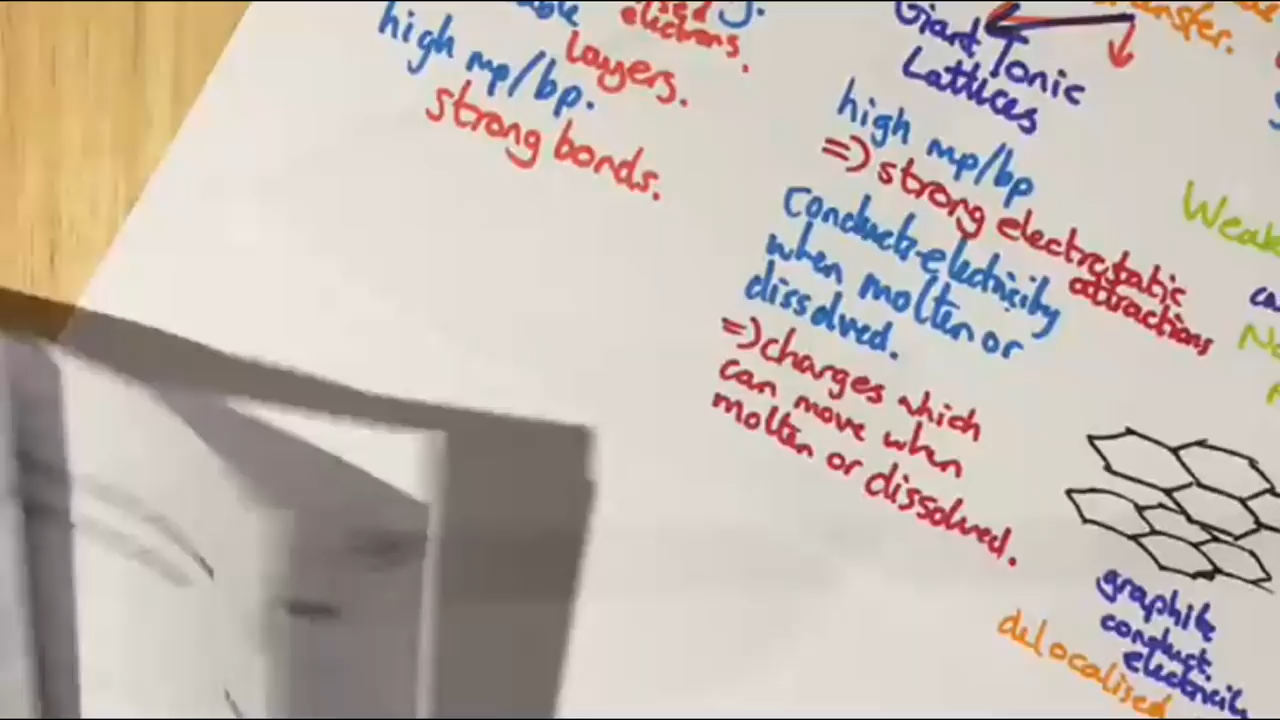 electrons.
layers.
high mp/bp.
strong bonds.
Giant Ionic
Lattices
high mp/bp
=> strong electrostatic
attractions
Conducts electricity
when molten or
dissolved.
=> charges which
can move when
molten or dissolved.
Weak
graphite
conduct
delocalised